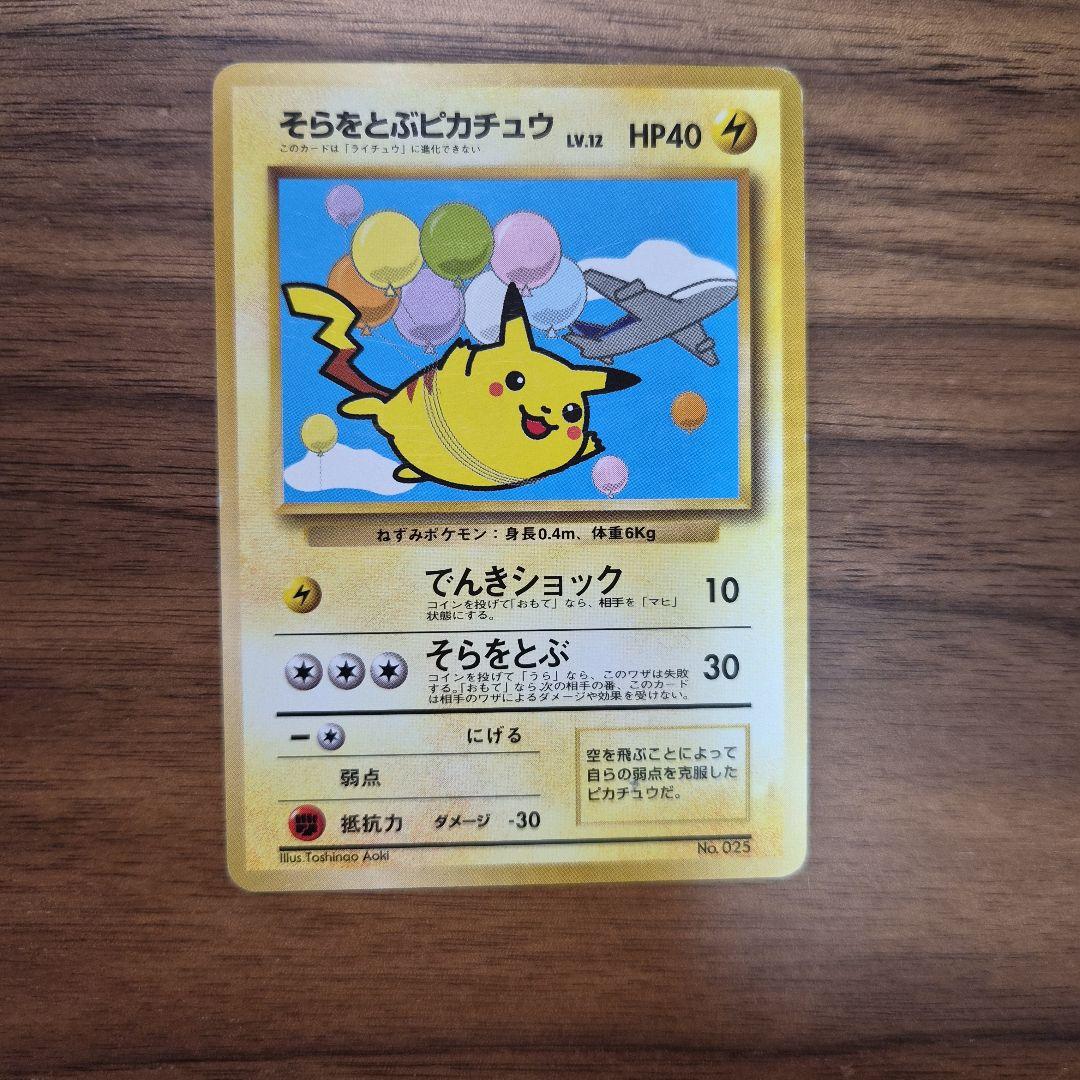 そらをとぶピカチュウ LV.12 HP40
このカードは「ライチュウ」に進化できない
ねずみポケモン：身長0.4m、体重6Kg
でんきショック 10
コインを投げて「おもて」なら、相手を「マヒ」
状態にする。
そらをとぶ 30
コインを投げて「うら」なら、このワザは失敗
する。「おもて」なら次の相手の番、このカード
は相手のワザによるダメージや効果を受けない。
にげる
弱点
抵抗力 ダメージ -30
空を飛ぶことによって
自らの弱点を克服した
ピカチュウだ。
Illus.Toshinao Aoki
No. 025